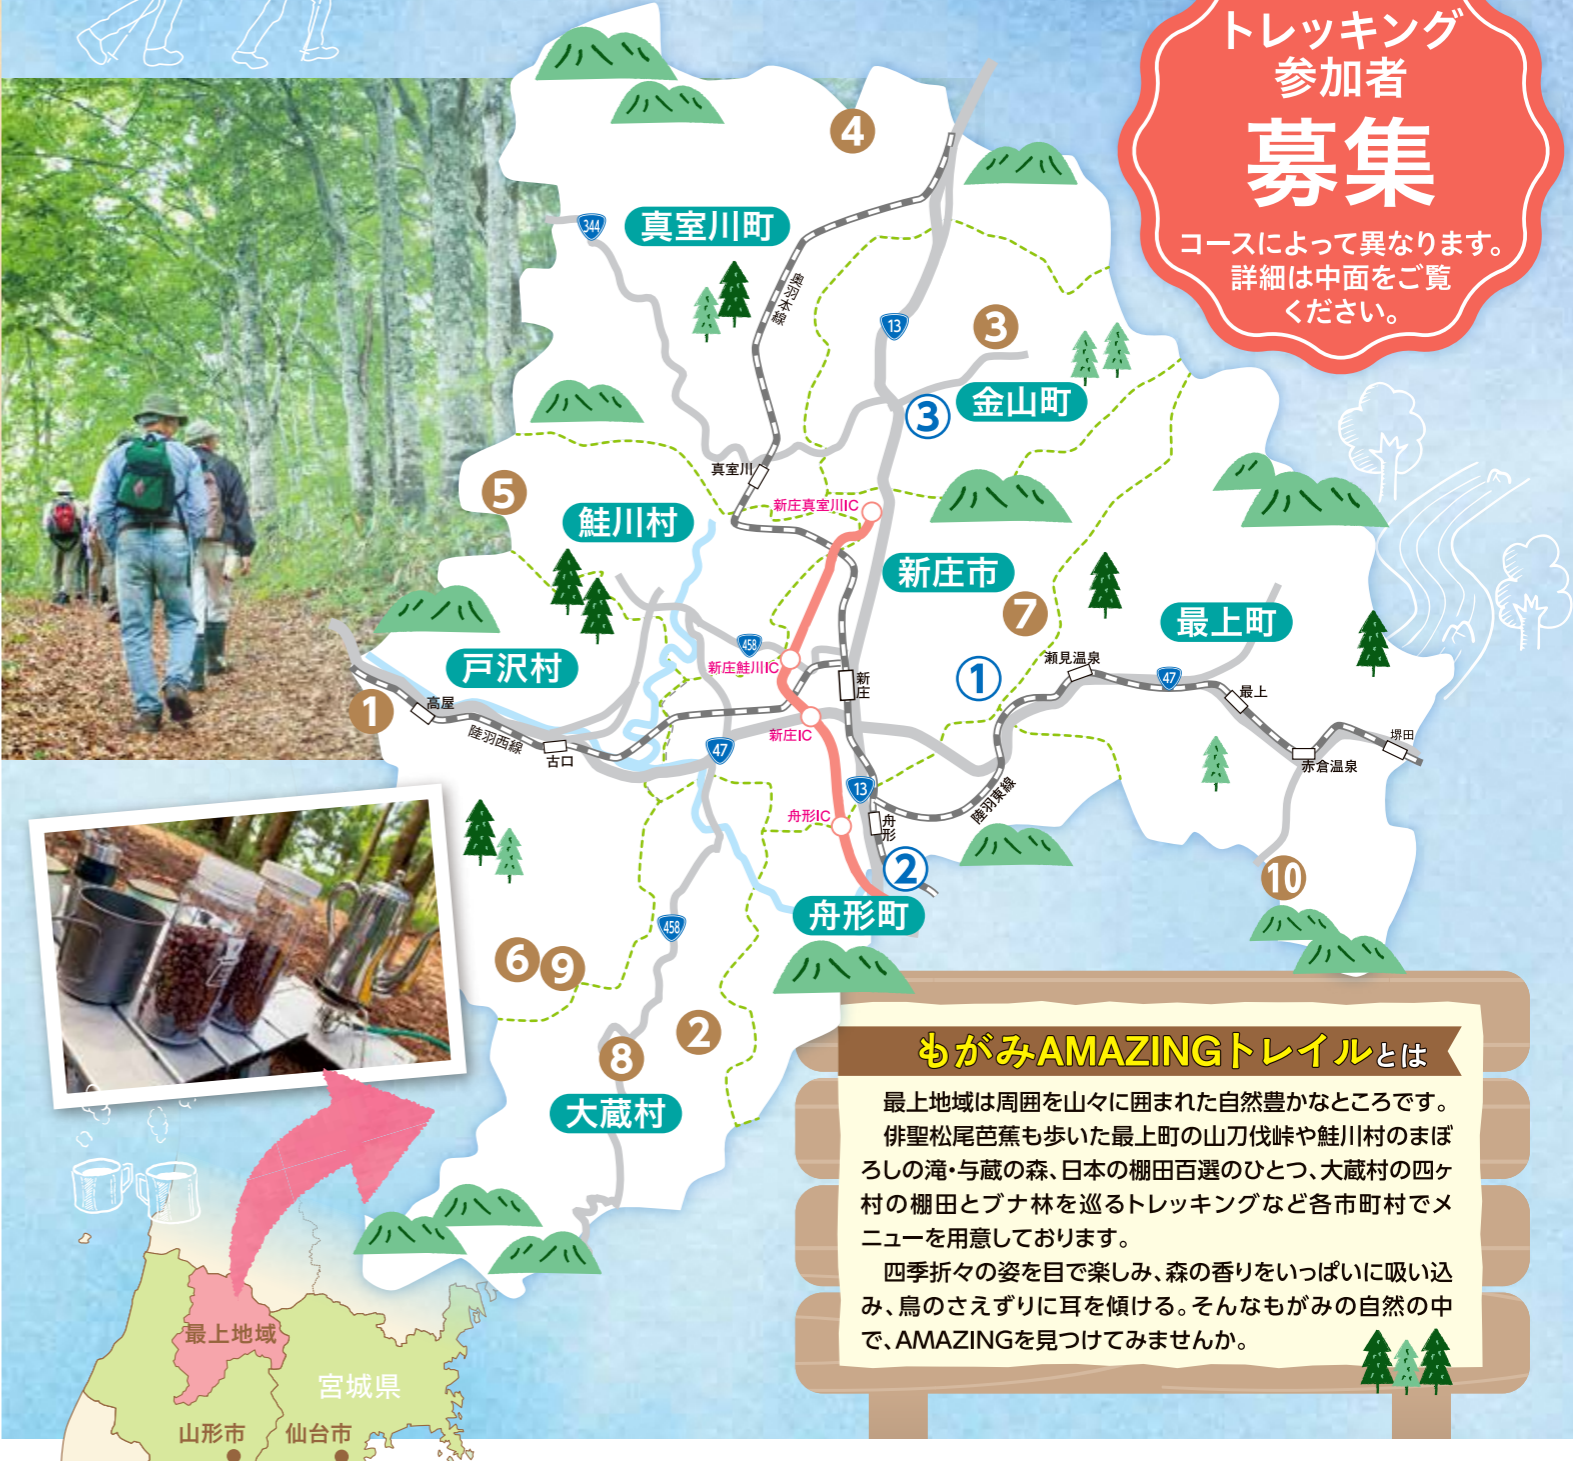 トレッキング
参加者
募集
コースによって異なります。
詳細は中面をご覧
ください。
4
344
真室川町
奥羽本線
13
3
3
金山町
真室川
5
新庄真室川IC
鮭川村
新庄市
7
最上町
458
戸沢村
新庄鮭川IC
瀬見温泉
1
47
新庄
最上
1
高屋
陸羽西線
古口
新庄IC
47
堺田
赤倉温泉
13
陸羽東線
舟形IC
舟形
2
10
舟形町
458
6
9
2
8
大蔵村
もがみAMAZINGトレイルとは
最上地域は周囲を山々に囲まれた自然豊かなところです。
俳聖松尾芭蕉も歩いた最上町の山刀伐峠や鮭川村のまぼ
ろしの滝・与蔵の森、日本の棚田百選のひとつ、大蔵村の四ヶ
村の棚田とブナ林を巡るトレッキングなど各市町村でメ
ニューを用意しております。
四季折々の姿を目で楽しみ、森の香りをいっぱいに吸い込
み、鳥のさえずりに耳を傾ける。そんなもがみの自然の中
で、AMAZINGを見つけてみませんか。
最上地域
宮城県
山形市
仙台市